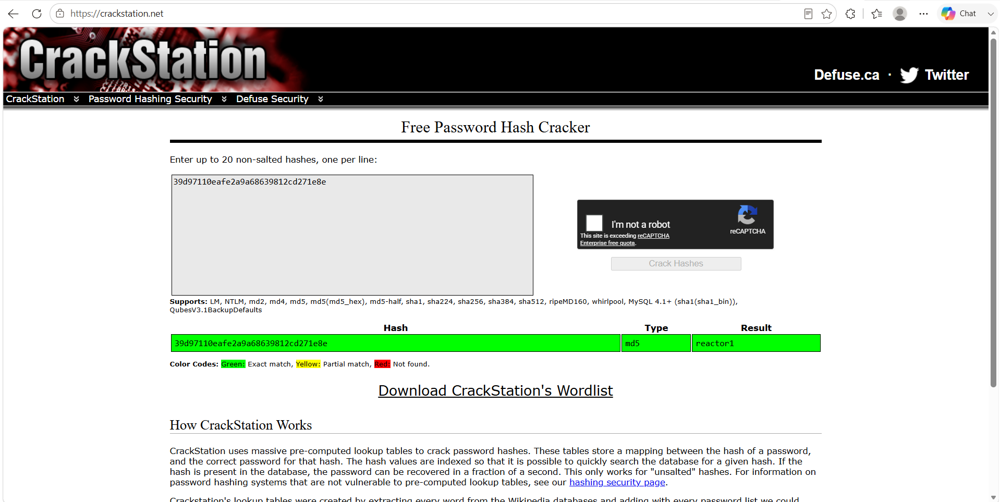 https://crackstation.net
Chat
CrackStation
Defuse.ca · Twitter
CrackStation Password Hashing Security Defuse Security
Free Password Hash Cracker
Enter up to 20 non-salted hashes, one per line:
39d97110eafe2a9a68639812cd271e8e
I'm not a robot
reCAPTCHA
This site is exceeding reCAPTCHA
Enterprise free quota.
Crack Hashes
Supports: LM, NTLM, md2, md4, md5, md5(md5_hex), md5-half, sha1, sha224, sha256, sha384, sha512, ripeMD160, whirlpool, MySQL 4.1+ (sha1(sha1_bin)),
QubesV3.1BackupDefaults
Hash Type Result
39d97110eafe2a9a68639812cd271e8e md5 reactor1
Color Codes: Green: Exact match, Yellow: Partial match, Red: Not found.
Download CrackStation's Wordlist
How CrackStation Works
CrackStation uses massive pre-computed lookup tables to crack password hashes. These tables store a mapping between the hash of a password,
and the correct password for that hash. The hash values are indexed so that it is possible to quickly search the database for a given hash. If the
hash is present in the database, the password can be recovered in a fraction of a second. This only works for "unsalted" hashes. For information on
password hashing systems that are not vulnerable to pre-computed lookup tables, see our hashing security page.
Crackstation's lookup tables were created by extracting every word from the Wikipedia databases and adding with every password list we could